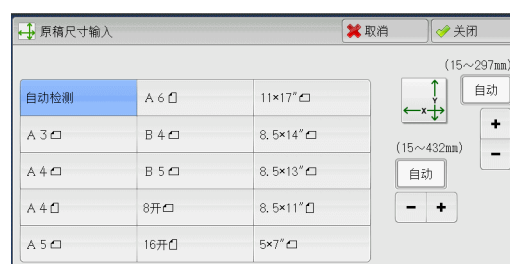 原稿尺寸输入 取消 关闭
(15～297mm)
自动检测 A6 11×17" Y X 自动
A3 B4 8.5×14" +
A4 B5 8.5×13" (15～432mm) -
A4 8开 8.5×11" 自动
A5 16开 5×7" - +